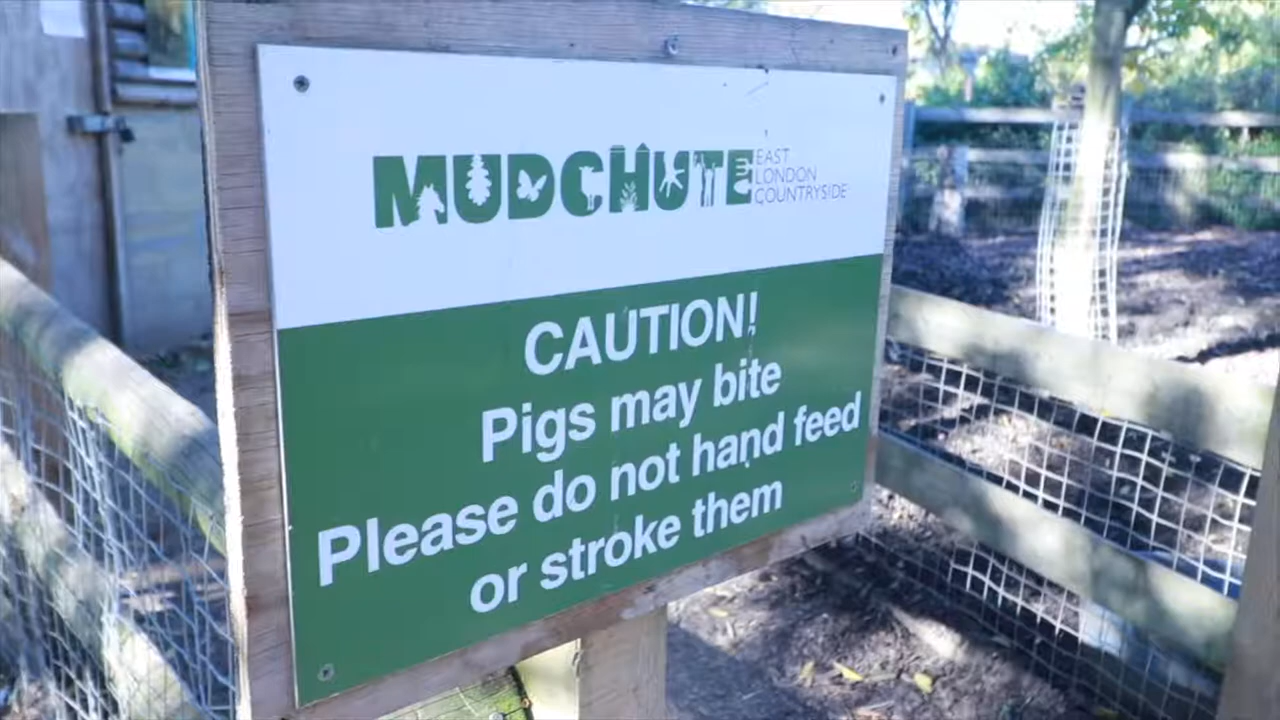 MUDCHUTE
EAST
LONDON
COUNTRYSIDE
CAUTION!
Pigs may bite
Please do not hand feed
or stroke them